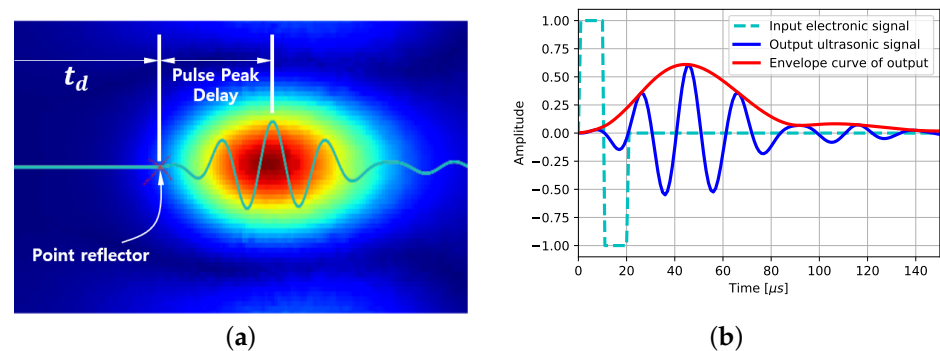 t_d
Pulse Peak
Delay
Point reflector
(a)
Input electronic signal
Output ultrasonic signal
Envelope curve of output
Amplitude
1.00
0.75
0.50
0.25
0.00
−0.25
−0.50
−0.75
−1.00
0 20 40 60 80 100 120 140
Time [μs]
(b)